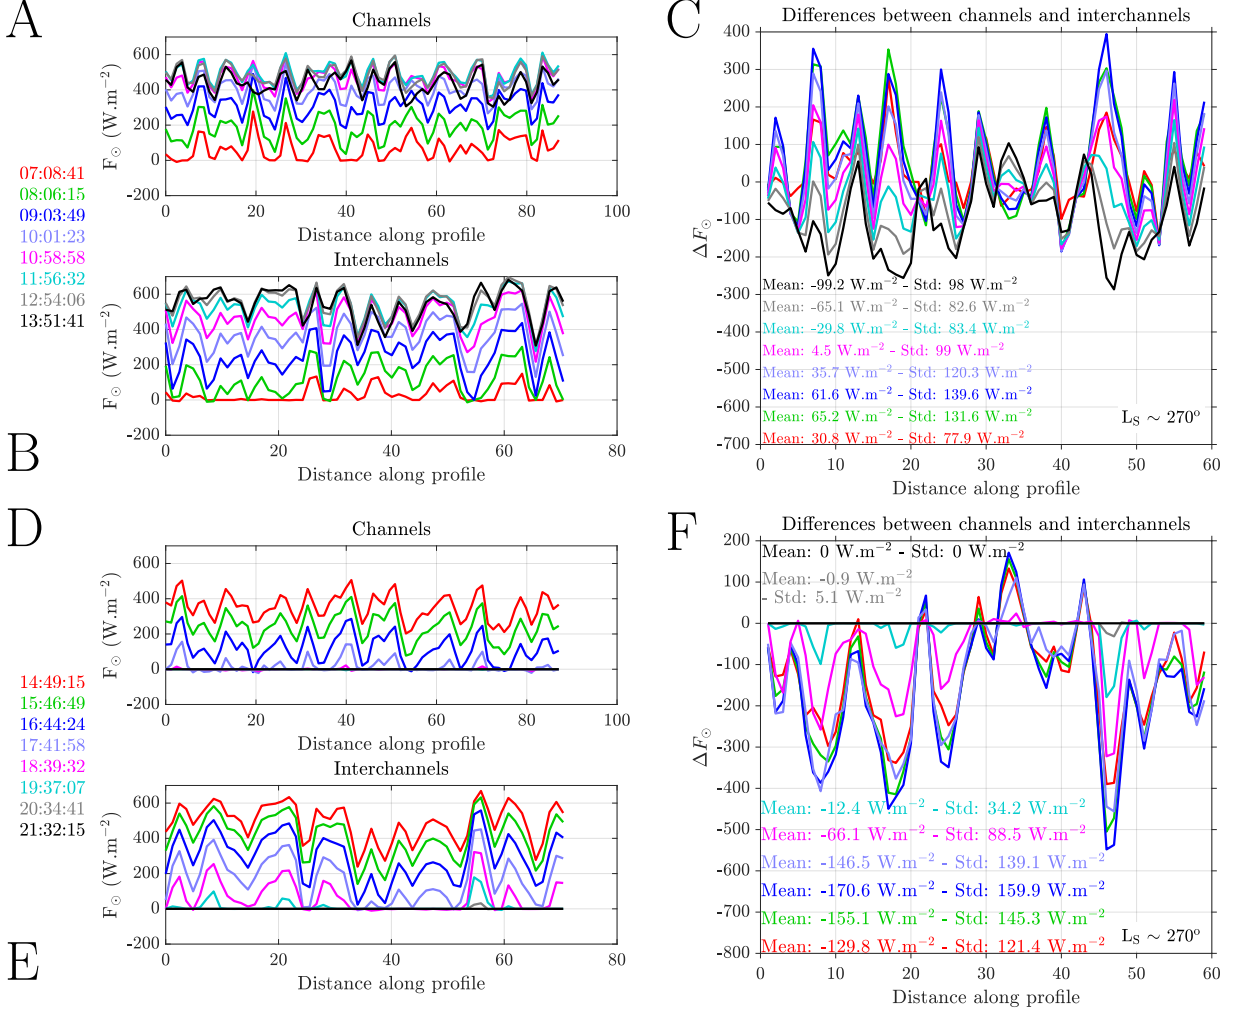 A
Channels
F⊙ (W.m⁻²)
600
400
200
0
-200
0 20 40 60 80 100
Distance along profile
07:08:41
08:06:15
09:03:49
10:01:23
10:58:58
11:56:32
12:54:06
13:51:41
Interchannels
F⊙ (W.m⁻²)
600
400
200
0
-200
0 20 40 60 80
Distance along profile
B
C
Differences between channels and interchannels
ΔF⊙
400
300
200
100
0
-100
-200
-300
-400
-500
-600
-700
Mean: -99.2 W.m⁻² - Std: 98 W.m⁻²
Mean: -65.1 W.m⁻² - Std: 82.6 W.m⁻²
Mean: -29.8 W.m⁻² - Std: 83.4 W.m⁻²
Mean: 4.5 W.m⁻² - Std: 99 W.m⁻²
Mean: 35.7 W.m⁻² - Std: 120.3 W.m⁻²
Mean: 61.6 W.m⁻² - Std: 139.6 W.m⁻²
Mean: 65.2 W.m⁻² - Std: 131.6 W.m⁻²
Mean: 30.8 W.m⁻² - Std: 77.9 W.m⁻²
L_S ∼ 270°
0 10 20 30 40 50 60
Distance along profile
D
Channels
F⊙ (W.m⁻²)
600
400
200
0
-200
0 20 40 60 80 100
Distance along profile
14:49:15
15:46:49
16:44:24
17:41:58
18:39:32
19:37:07
20:34:41
21:32:15
Interchannels
F⊙ (W.m⁻²)
600
400
200
0
-200
0 20 40 60 80
Distance along profile
E
F
Differences between channels and interchannels
ΔF⊙
200
100
0
-100
-200
-300
-400
-500
-600
-700
-800
Mean: 0 W.m⁻² - Std: 0 W.m⁻²
Mean: -0.9 W.m⁻²
- Std: 5.1 W.m⁻²
Mean: -12.4 W.m⁻² - Std: 34.2 W.m⁻²
Mean: -66.1 W.m⁻² - Std: 88.5 W.m⁻²
Mean: -146.5 W.m⁻² - Std: 139.1 W.m⁻²
Mean: -170.6 W.m⁻² - Std: 159.9 W.m⁻²
Mean: -155.1 W.m⁻² - Std: 145.3 W.m⁻²
Mean: -129.8 W.m⁻² - Std: 121.4 W.m⁻²
L_S ∼ 270°
0 10 20 30 40 50 60
Distance along profile